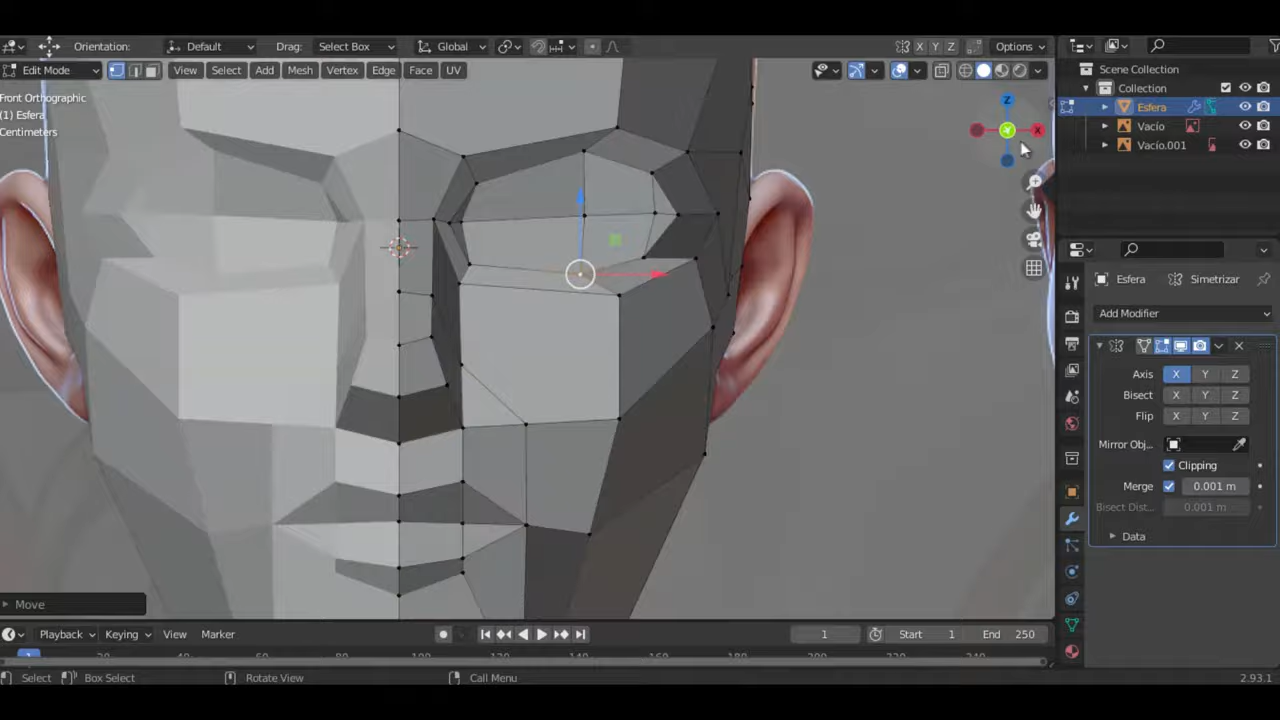 Orientation: Default Drag: Select Box Global X Y Z Options
Edit Mode View Select Add Mesh Vertex Edge Face UV
Front Orthographic
(1) Esfera
Centimeters
Z
Y
X
Move
Scene Collection
Collection
Esfera
Vacío
Vacío.001
Esfera Simetrizar
Add Modifier
Axis X Y Z
Bisect X Y Z
Flip X Y Z
Mirror Obj...
Clipping
Merge 0.001 m
Bisect Dist... 0.001 m
Data
Playback Keying View Marker 1 Start 1 End 250
Select Box Select Rotate View Call Menu 2.93.1